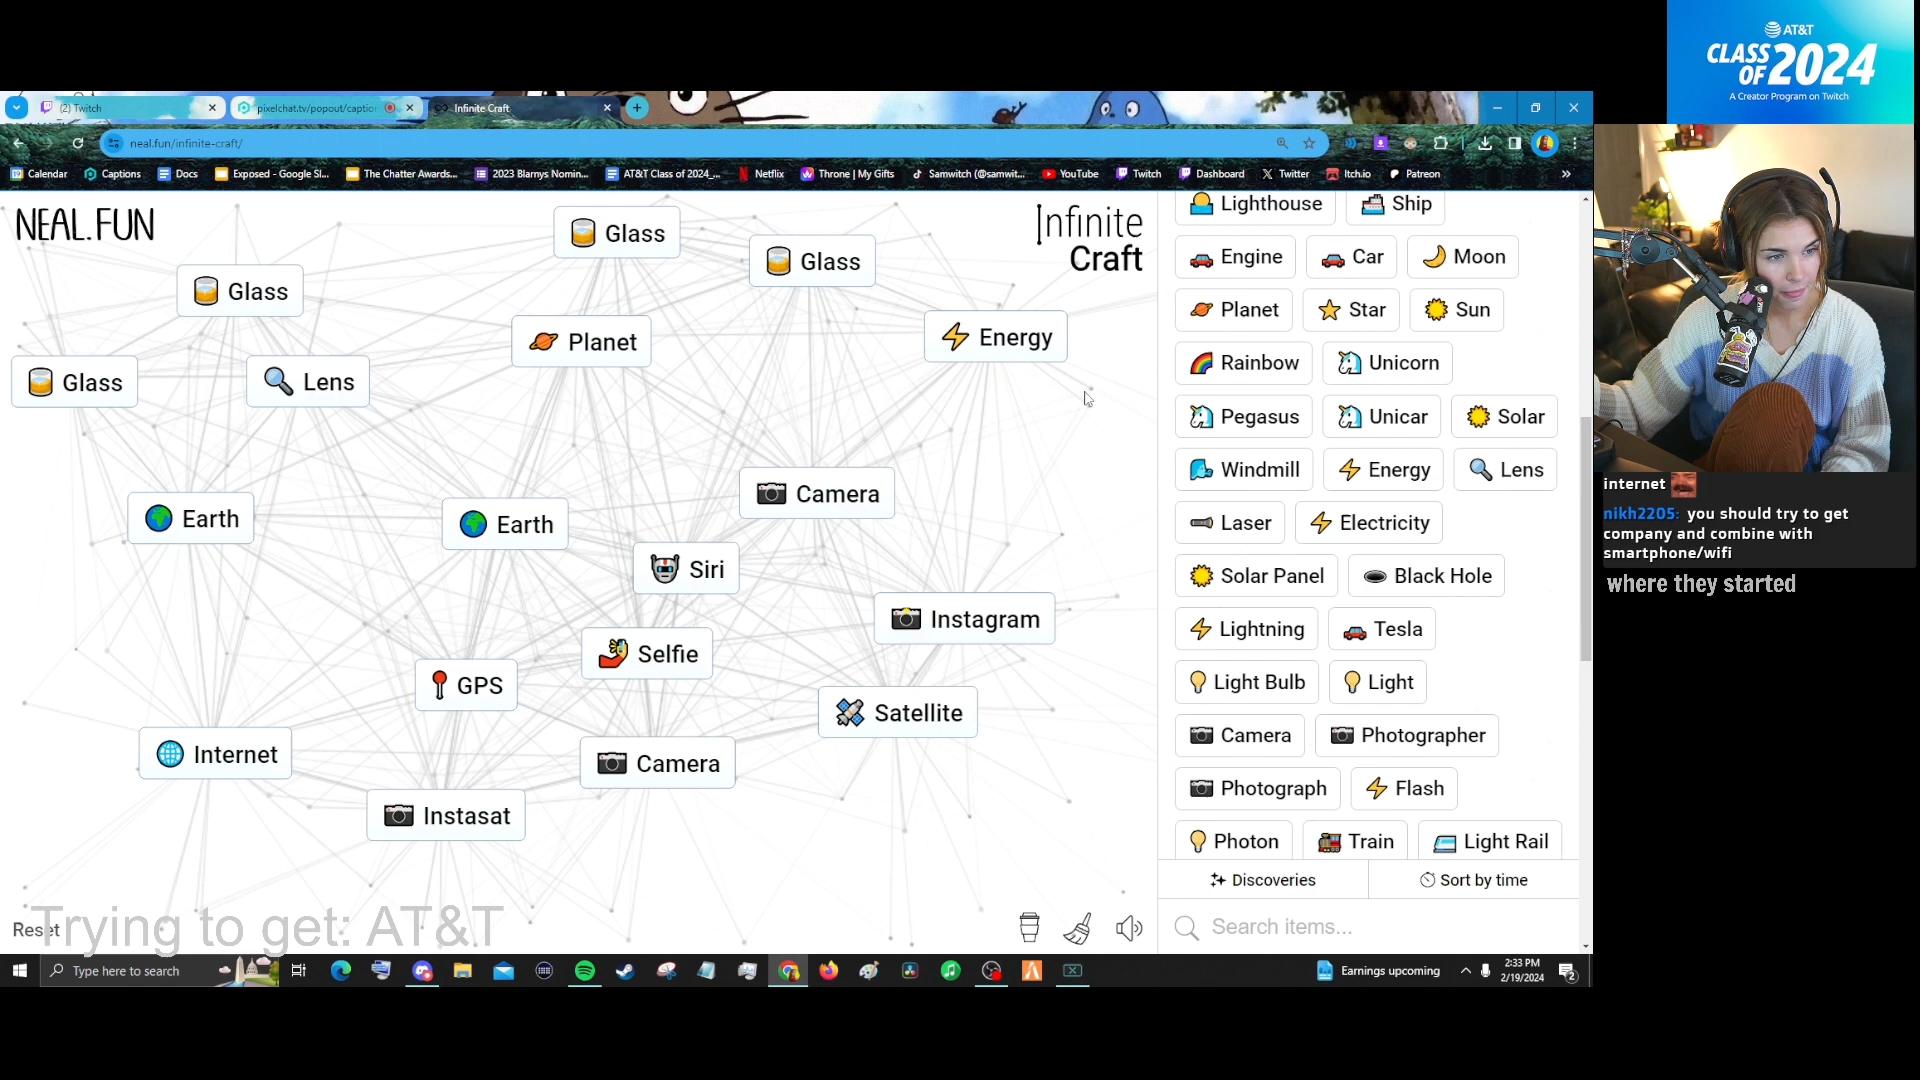 AT&T
CLASS
OF 2024
A Creator Program on Twitch
(2) Twitch
pixelchat.tv/popout/captio
Infinite Craft
neal.fun/infinite-craft/
Calendar
Captions
Docs
Exposed - Google Sl...
The Chatter Awards...
2023 Blarnys Nomin...
AT&T Class of 2024_...
Netflix
Throne | My Gifts
Samwitch (@samwit...
YouTube
Twitch
Dashboard
Twitter
Itch.io
Patreon
NEAL.FUN
Infinite
Craft
Glass
Glass
Glass
Planet
Energy
Glass
Lens
Camera
Earth
Earth
Siri
Instagram
Selfie
GPS
Satellite
Internet
Camera
Instasat
Lighthouse Ship
Engine Car Moon
Planet Star Sun
Rainbow Unicorn
Pegasus Unicar Solar
Windmill Energy Lens
Laser Electricity
Solar Panel Black Hole
Lightning Tesla
Light Bulb Light
Camera Photographer
Photograph Flash
Photon Train Light Rail
Discoveries Sort by time
Search items...
Reset
Trying to get: AT&T
Type here to search
Earnings upcoming
2:33 PM
2/19/2024
2
internet
nikh2205: you should try to get
company and combine with
smartphone/wifi
where they started